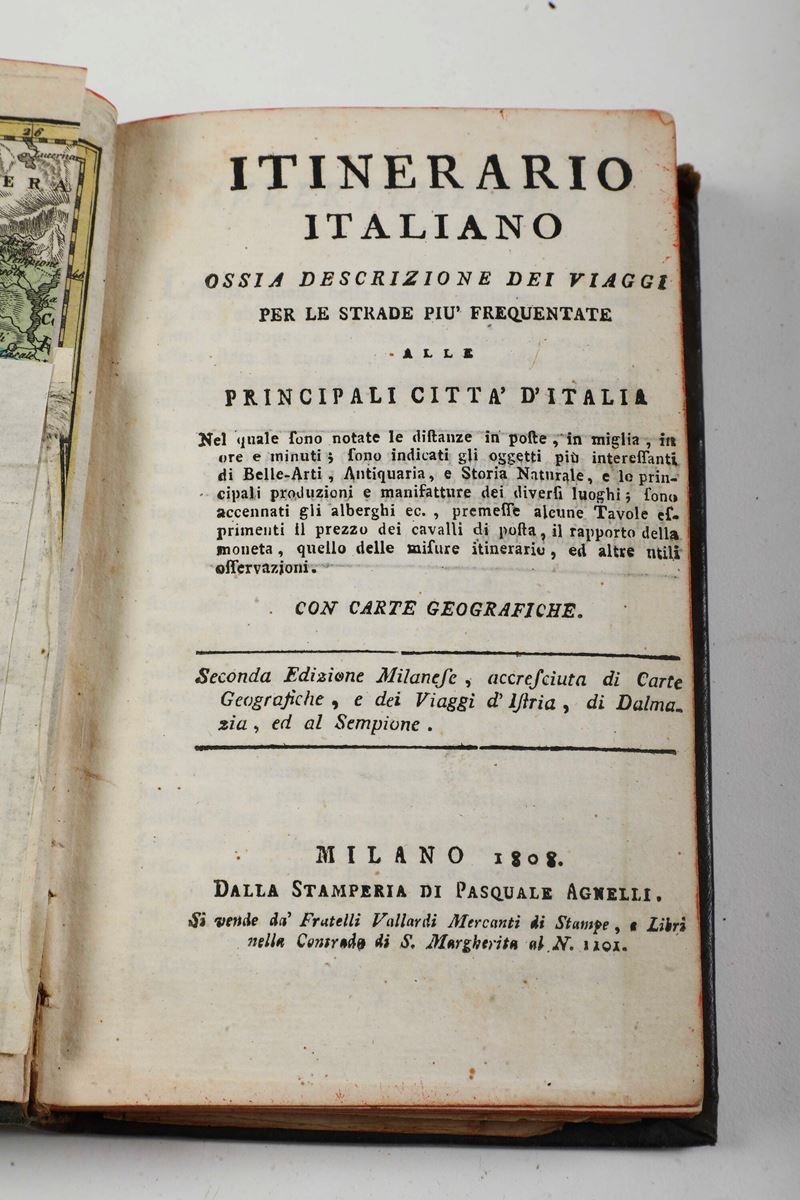 26
Lucerna
ERA
Sempione
ITINERARIO
ITALIANO
OSSIA DESCRIZIONE DEI VIAGGI
PER LE STRADE PIU' FREQUENTATE
ALLE
PRINCIPALI CITTA' D'ITALIA
Nel quale ſono notate le diſtanze in poſte, in miglia, in
ore e minuti; ſono indicati gli oggetti più intereſſanti
di Belle-Arti, Antiquaria, e Storia Naturale, e le prin-
cipali produzioni e manifatture dei diverſi luoghi; ſono
accennati gli alberghi ec., premeſſe alcune Tavole eſ-
primenti il prezzo dei cavalli di poſta, il rapporto della
moneta, quello delle miſure itinerarie, ed altre utili
oſſervazioni.
CON CARTE GEOGRAFICHE.
Seconda Edizione Milaneſe, accreſciuta di Carte
Geografiche, e dei Viaggi d'Iſtria, di Dalma-
zia, ed al Sempione.
MILANO 1808.
DALLA STAMPERIA DI PASQUALE AGNELLI.
Si vende da' Fratelli Vallardi Mercanti di Stampe, e Libri
nella Contrada di S. Margherita al N. 1101.